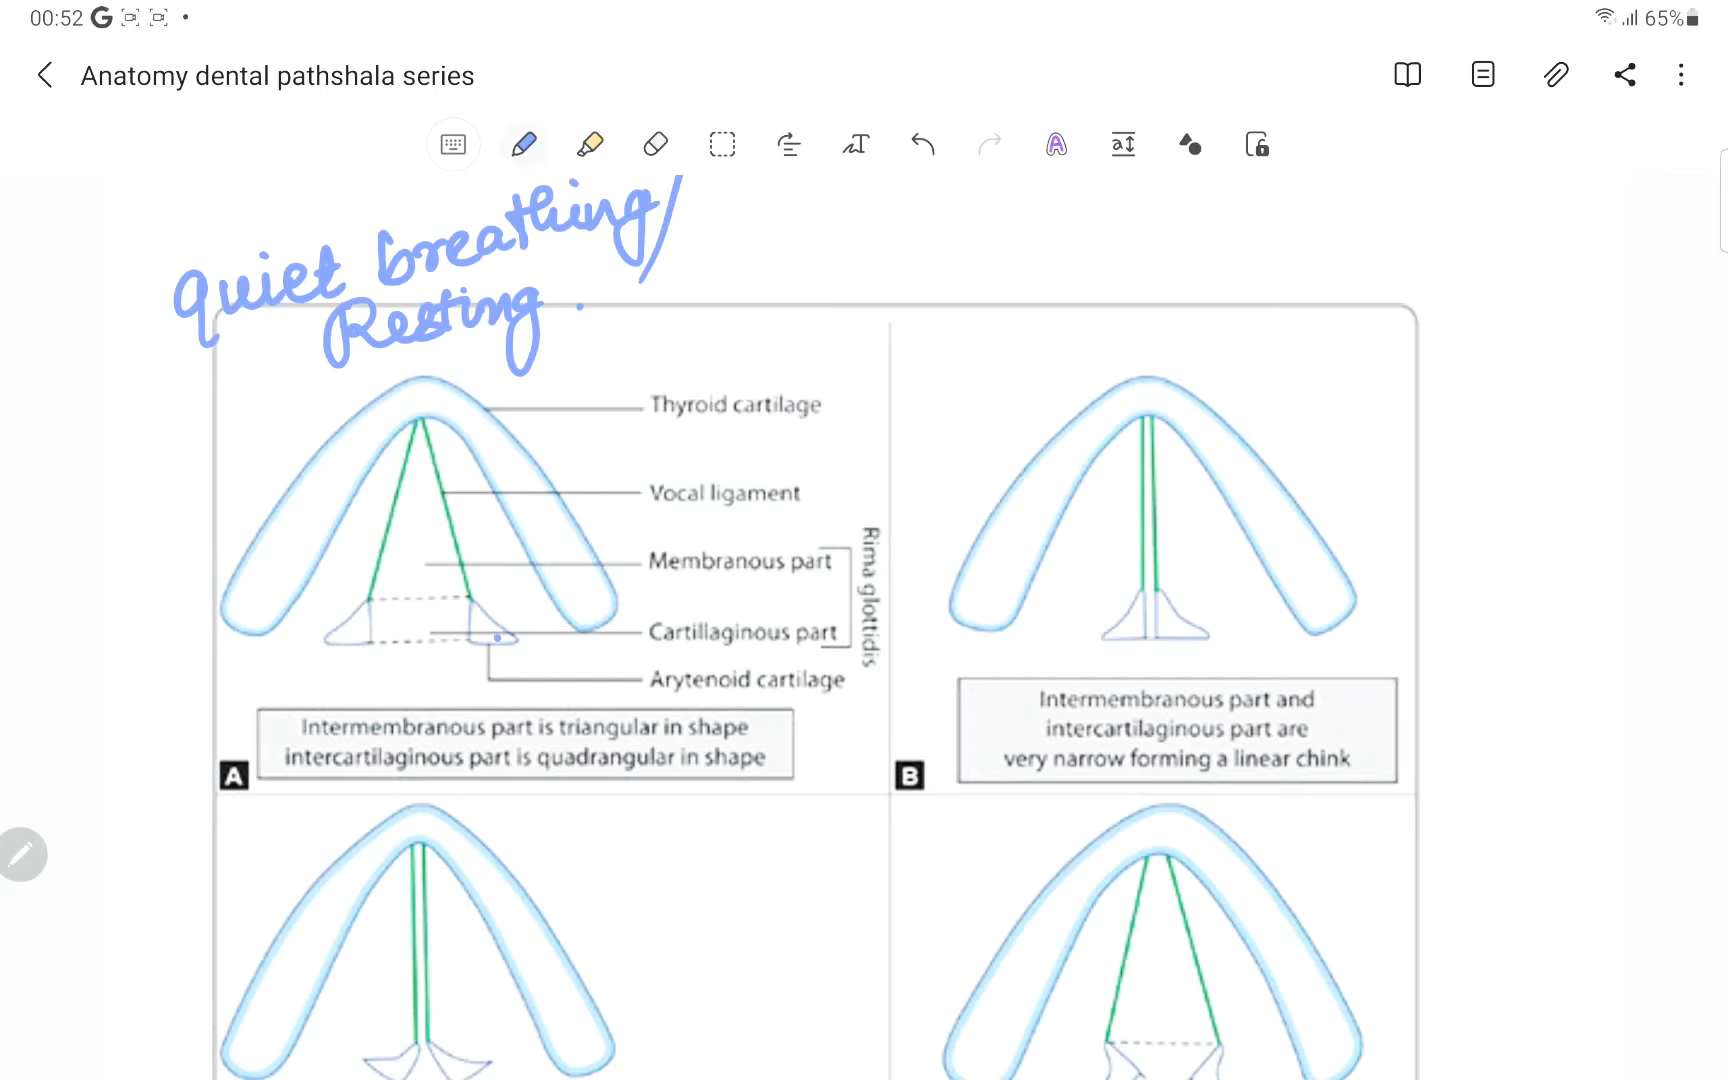 00:52 G
65%
Anatomy dental pathshala series
quiet breathing/
Resting.
Thyroid cartilage
Vocal ligament
Membranous part
Cartillaginous part
Rima glottidis
Arytenoid cartilage
Intermembranous part is triangular in shape
intercartilaginous part is quadrangular in shape
A
Intermembranous part and
intercartilaginous part are
very narrow forming a linear chink
B